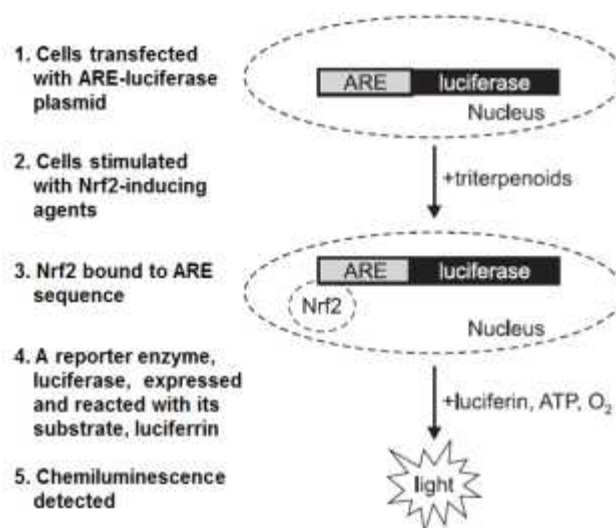 1. Cells transfected
with ARE-luciferase
plasmid
ARE luciferase
Nucleus
2. Cells stimulated
with Nrf2-inducing
agents
+triterpenoids
3. Nrf2 bound to ARE
sequence
ARE luciferase
Nrf2
Nucleus
4. A reporter enzyme,
luciferase, expressed
and reacted with its
substrate, luciferrin
+luciferin, ATP, O₂
5. Chemiluminescence
detected
light